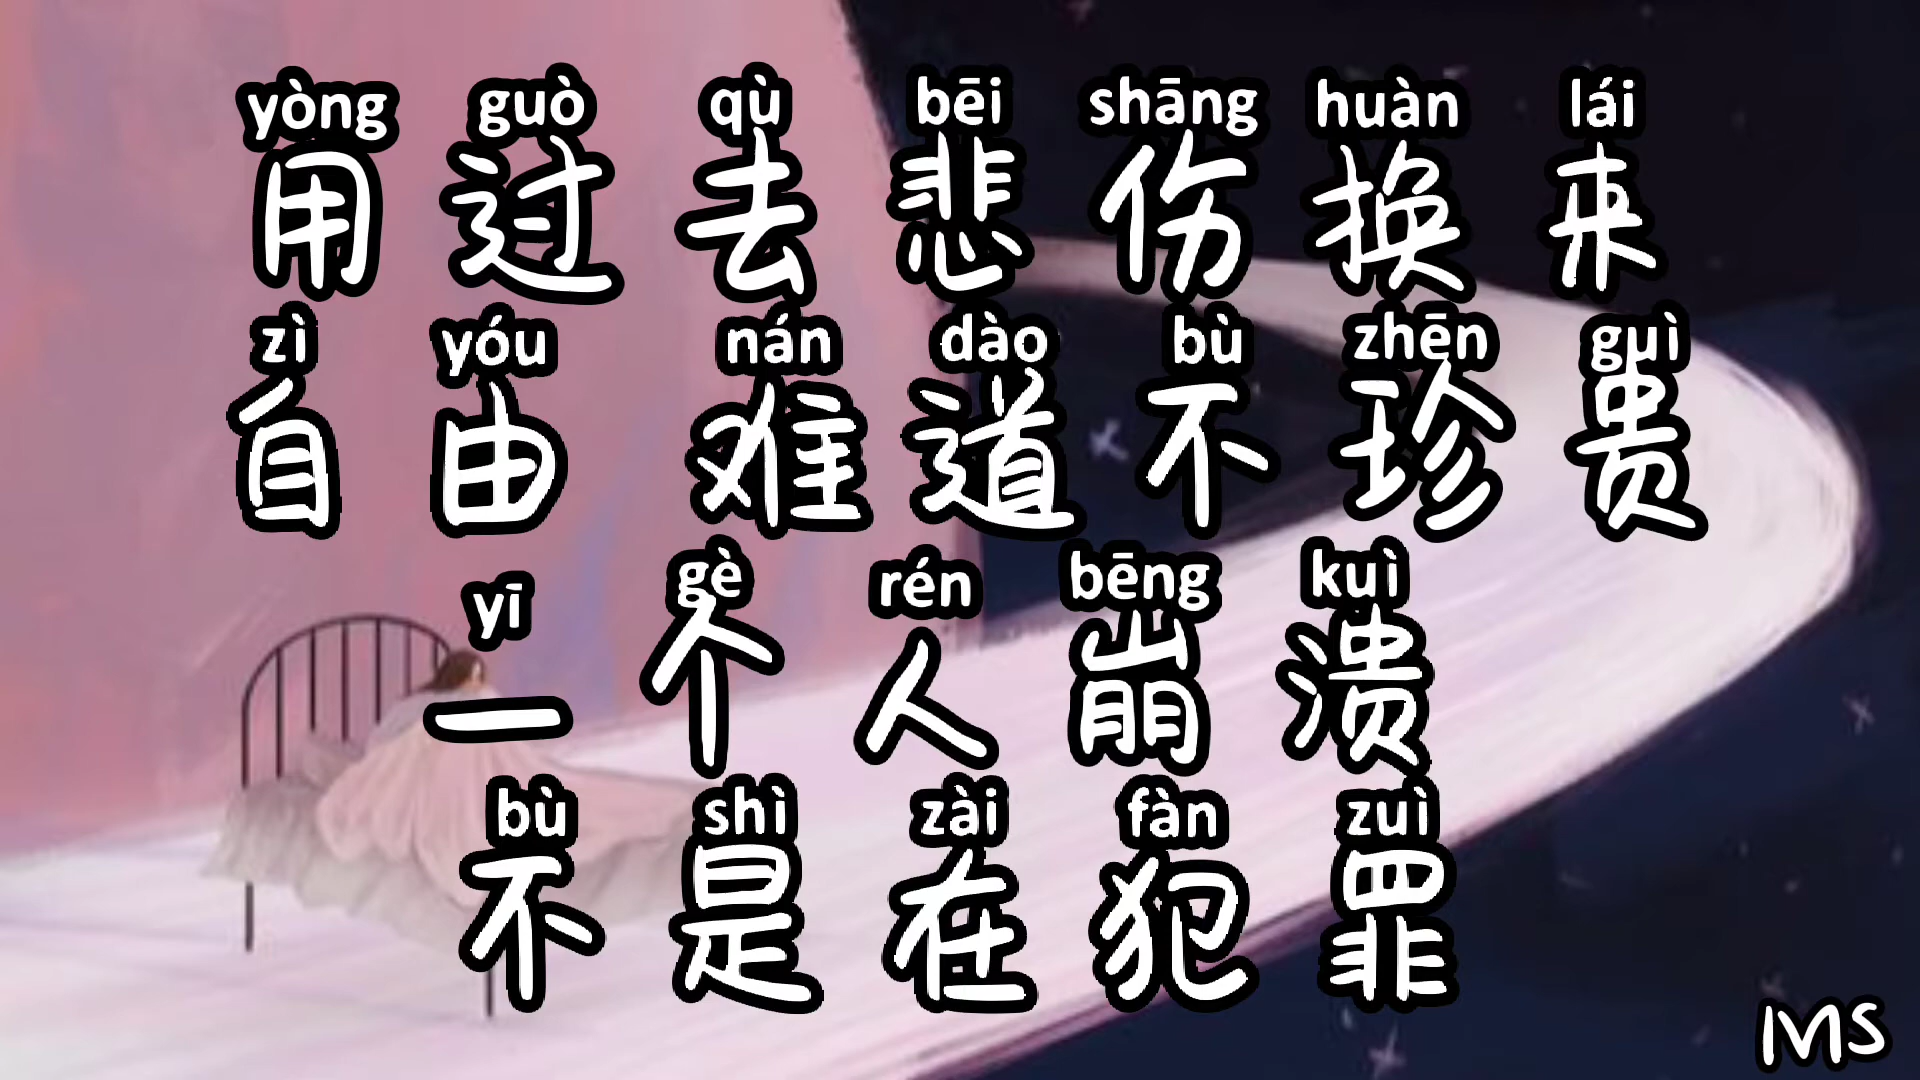 yòng guò qù bēi shāng huàn lái
用过去悲伤换来
zì yóu nán dào bù zhēn guì
自由难道不珍贵
yī gè rén bēng kuì
一个人崩溃
bù shì zài fàn zuì
不是在犯罪
MS